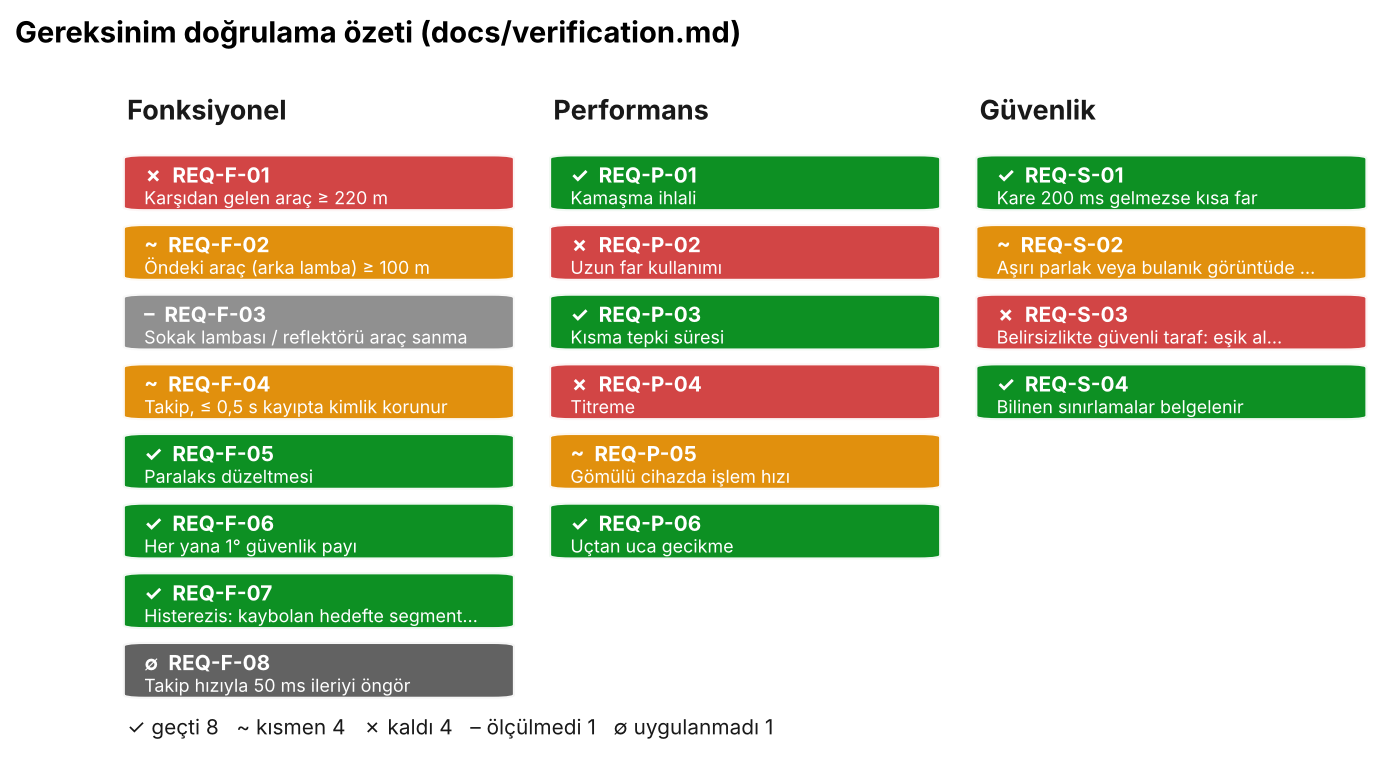 Gereksinim doğrulama özeti (docs/verification.md)
Fonksiyonel
✕ REQ-F-01
Karşıdan gelen araç ≥ 220 m
~ REQ-F-02
Öndeki araç (arka lamba) ≥ 100 m
– REQ-F-03
Sokak lambası / reflektörü araç sanma
~ REQ-F-04
Takip, ≤ 0,5 s kayıpta kimlik korunur
✓ REQ-F-05
Paralaks düzeltmesi
✓ REQ-F-06
Her yana 1° güvenlik payı
✓ REQ-F-07
Histerezis: kaybolan hedefte segment...
ø REQ-F-08
Takip hızıyla 50 ms ileriyi öngör
Performans
✓ REQ-P-01
Kamaşma ihlali
✕ REQ-P-02
Uzun far kullanımı
✓ REQ-P-03
Kısma tepki süresi
✕ REQ-P-04
Titreme
~ REQ-P-05
Gömülü cihazda işlem hızı
✓ REQ-P-06
Uçtan uca gecikme
Güvenlik
✓ REQ-S-01
Kare 200 ms gelmezse kısa far
~ REQ-S-02
Aşırı parlak veya bulanık görüntüde ...
✕ REQ-S-03
Belirsizlikte güvenli taraf: eşik al...
✓ REQ-S-04
Bilinen sınırlamalar belgelenir
✓ geçti 8 ~ kısmen 4 ✕ kaldı 4 – ölçülmedi 1 ø uygulanmadı 1